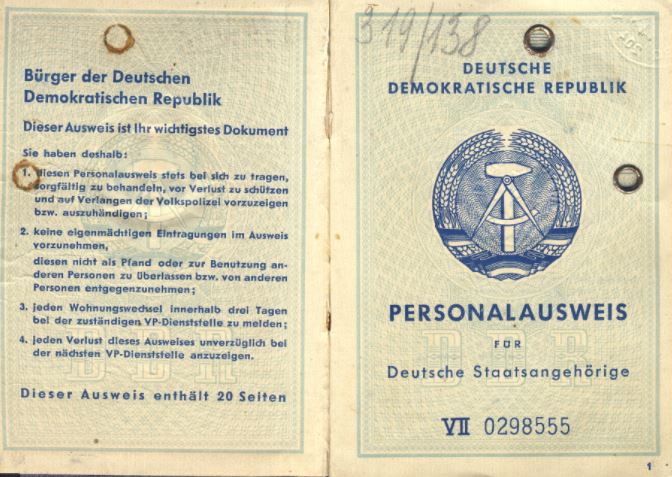 Bürger der Deutschen
Demokratischen Republik
Dieser Ausweis ist Ihr wichtigstes Dokument
Sie haben deshalb:
1. diesen Personalausweis stets bei sich zu tragen,
sorgfältig zu behandeln, vor Verlust zu schützen
und auf Verlangen der Volkspolizei vorzuzeigen
bzw. auszuhändigen;
2. keine eigenmächtigen Eintragungen im Ausweis
vorzunehmen,
diesen nicht als Pfand oder zur Benutzung an-
deren Personen zu überlassen bzw. von anderen
Personen entgegenzunehmen;
3. jeden Wohnungswechsel innerhalb drei Tagen
bei der zuständigen VP-Dienststelle zu melden;
4. jeden Verlust dieses Ausweises unverzüglich bei
der nächsten VP-Dienststelle anzuzeigen.
DDR
Dieser Ausweis enthält 20 Seiten
319/138
DEUTSCHE
DEMOKRATISCHE REPUBLIK
PERSONALAUSWEIS
FÜR
DDR
Deutsche Staatsangehörige
VII 0298555
1